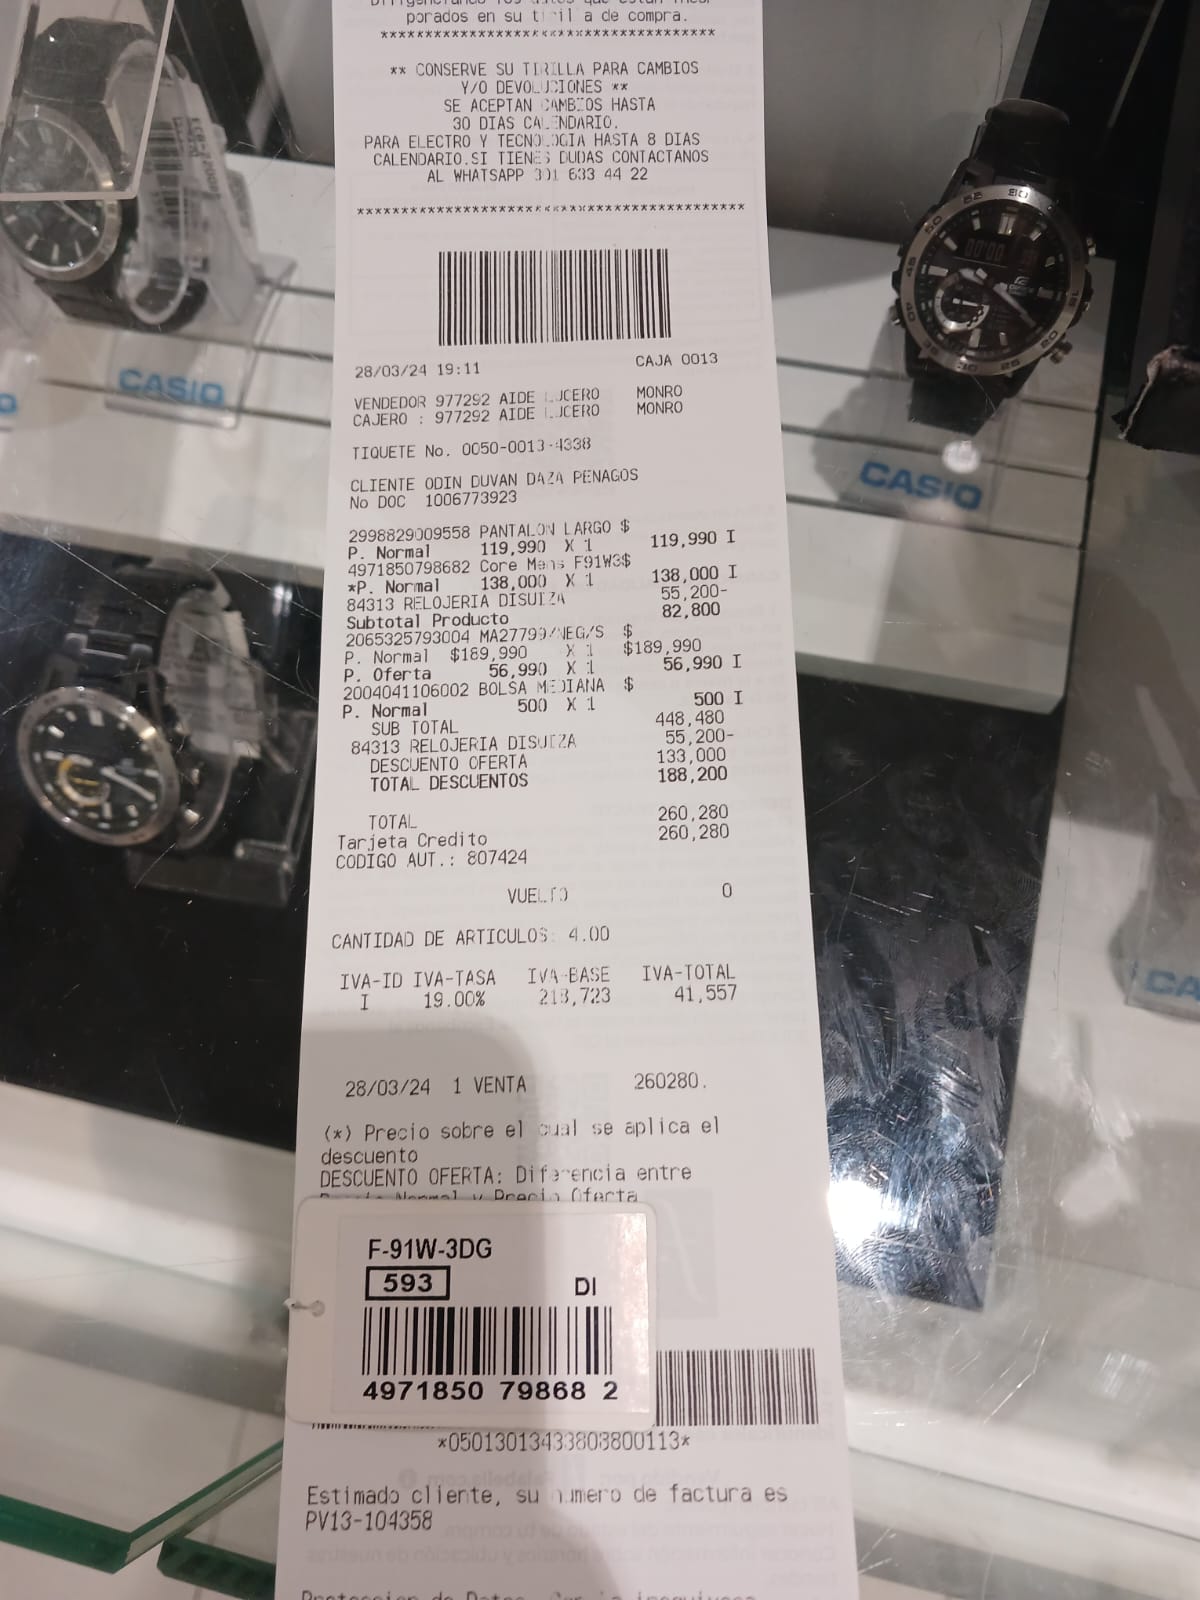 porados en su tirilla de compra.
** CONSERVE SU TIRILLA PARA CAMBIOS
Y/O DEVOLUCIONES **
SE ACEPTAN CAMBIOS HASTA
30 DIAS CALENDARIO.
PARA ELECTRO Y TECNOLOGIA HASTA 8 DIAS
CALENDARIO.SI TIENES DUDAS CONTACTANOS
AL WHATSAPP 301 633 44 22
28/03/24 19:11 CAJA 0013
VENDEDOR 977292 AIDE LUCERO MONRO
CAJERO : 977292 AIDE LUCERO MONRO
TIQUETE No. 0050-0013-4338
CLIENTE ODIN DUVAN DAZA PENAGOS
No DOC 1006773923
2998829009558 PANTALON LARGO $
P. Normal 119,990 X 1 119,990 I
4971850798682 Core Mens F91W3$
*P. Normal 138,000 X 1 138,000 I
84313 RELOJERIA DISUIZA 55,200-
Subtotal Producto 82,800
2065325793004 MA27799/NEG/S $
P. Normal $189,990 X 1 $189,990
P. Oferta 56,990 X 1 56,990 I
2004041106002 BOLSA MEDIANA $
P. Normal 500 X 1 500 I
SUB TOTAL 448,480
84313 RELOJERIA DISUIZA 55,200-
DESCUENTO OFERTA 133,000
TOTAL DESCUENTOS 188,200
TOTAL 260,280
Tarjeta Credito 260,280
CODIGO AUT.: 807424
VUELTO 0
CANTIDAD DE ARTICULOS: 4.00
IVA-ID IVA-TASA IVA-BASE IVA-TOTAL
I 19.00% 218,723 41,557
28/03/24 1 VENTA 260280.
(*) Precio sobre el cual se aplica el
descuento
DESCUENTO OFERTA: Diferencia entre
Precio Normal y Precio Oferta
F-91W-3DG
593
DI
4971850 79868 2
*05013013433808800113*
Estimado cliente, su numero de factura es
PV13-104358
CASIO
CASIO